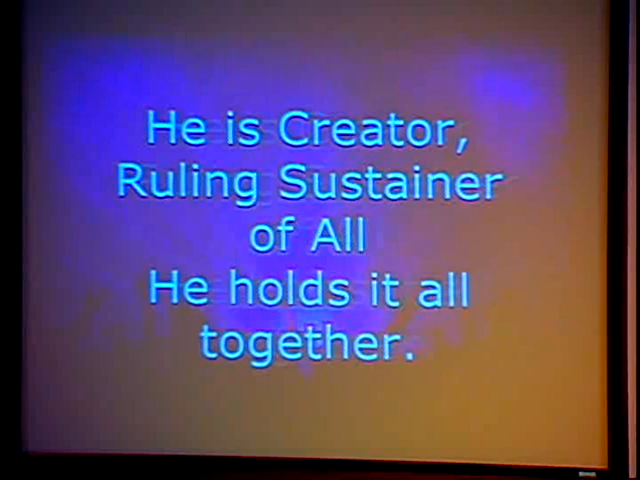 He is Creator,
Ruling Sustainer
of All
He holds it all
together.